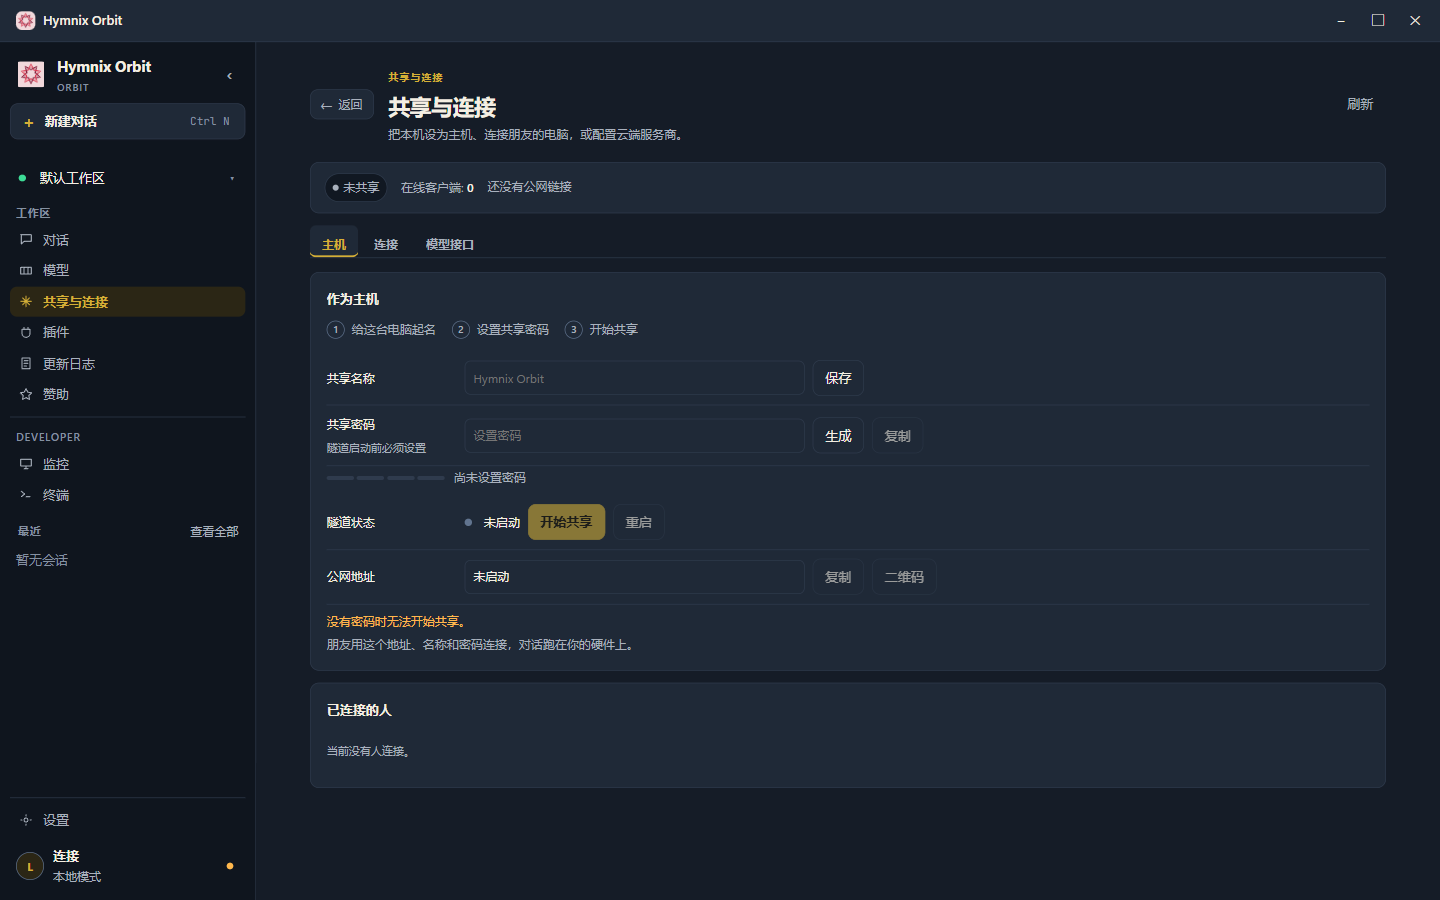 Hymnix Orbit
Hymnix Orbit
ORBIT
+ 新建对话 Ctrl N
默认工作区
工作区
对话
模型
共享与连接
插件
更新日志
赞助
DEVELOPER
监控
终端
最近 查看全部
暂无会话
设置
L
连接
本地模式
共享与连接
← 返回
共享与连接
把本机设为主机、连接朋友的电脑，或配置云端服务商。
刷新
未共享 在线客户端: 0 还没有公网链接
主机 连接 模型接口
作为主机
1 给这台电脑起名 2 设置共享密码 3 开始共享
共享名称 Hymnix Orbit 保存
共享密码 设置密码 生成 复制
隧道启动前必须设置
尚未设置密码
隧道状态 未启动 开始共享 重启
公网地址 未启动 复制 二维码
没有密码时无法开始共享。
朋友用这个地址、名称和密码连接，对话跑在你的硬件上。
已连接的人
当前没有人连接。